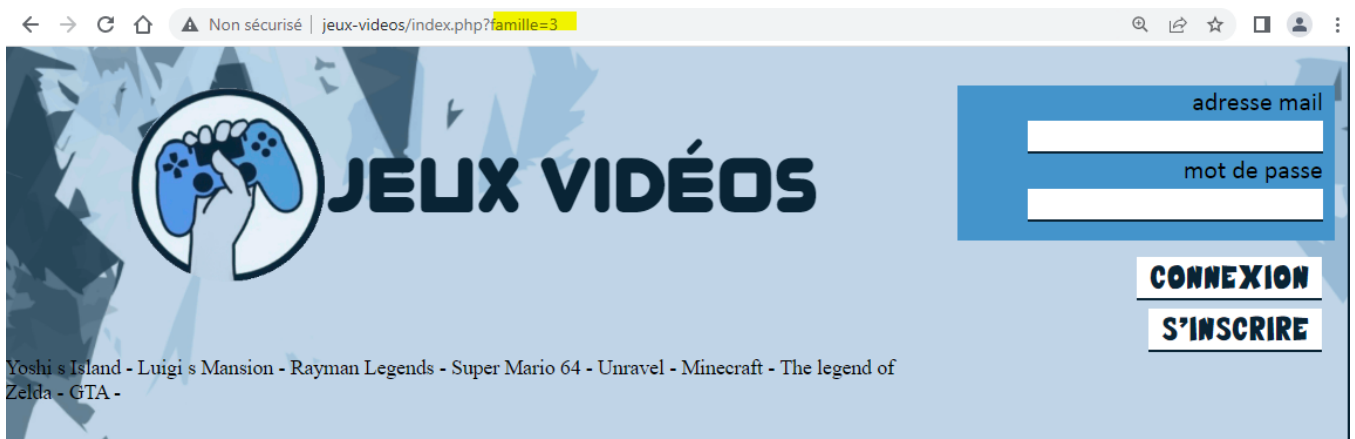 Non sécurisé | jeux-videos/index.php?famille=3
JEUX VIDÉOS
adresse mail
mot de passe
CONNEXION
S'INSCRIRE
Yoshi s Island - Luigi s Mansion - Rayman Legends - Super Mario 64 - Unravel - Minecraft - The legend of
Zelda - GTA -